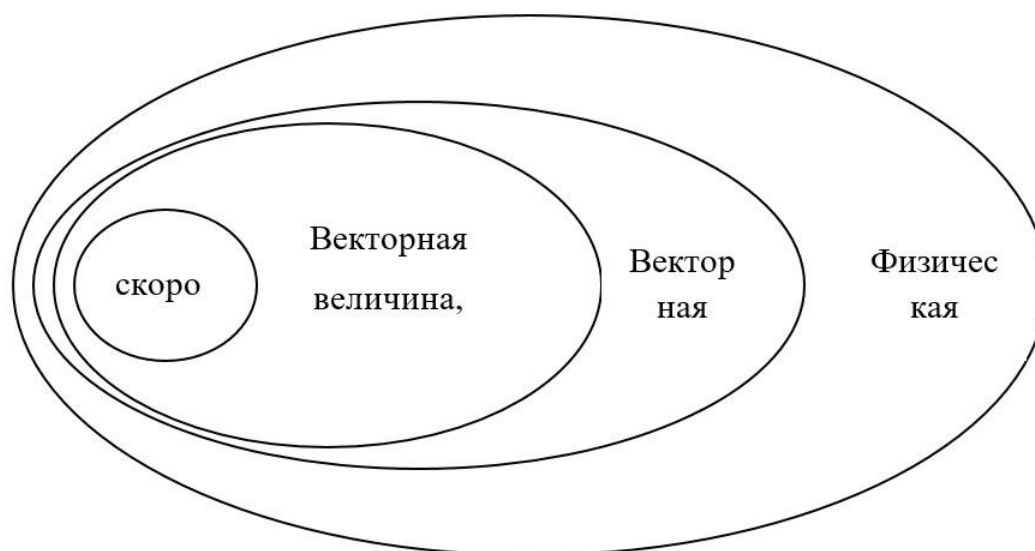 скоро
Векторная
величина,
Вектор
ная
Физичес
кая